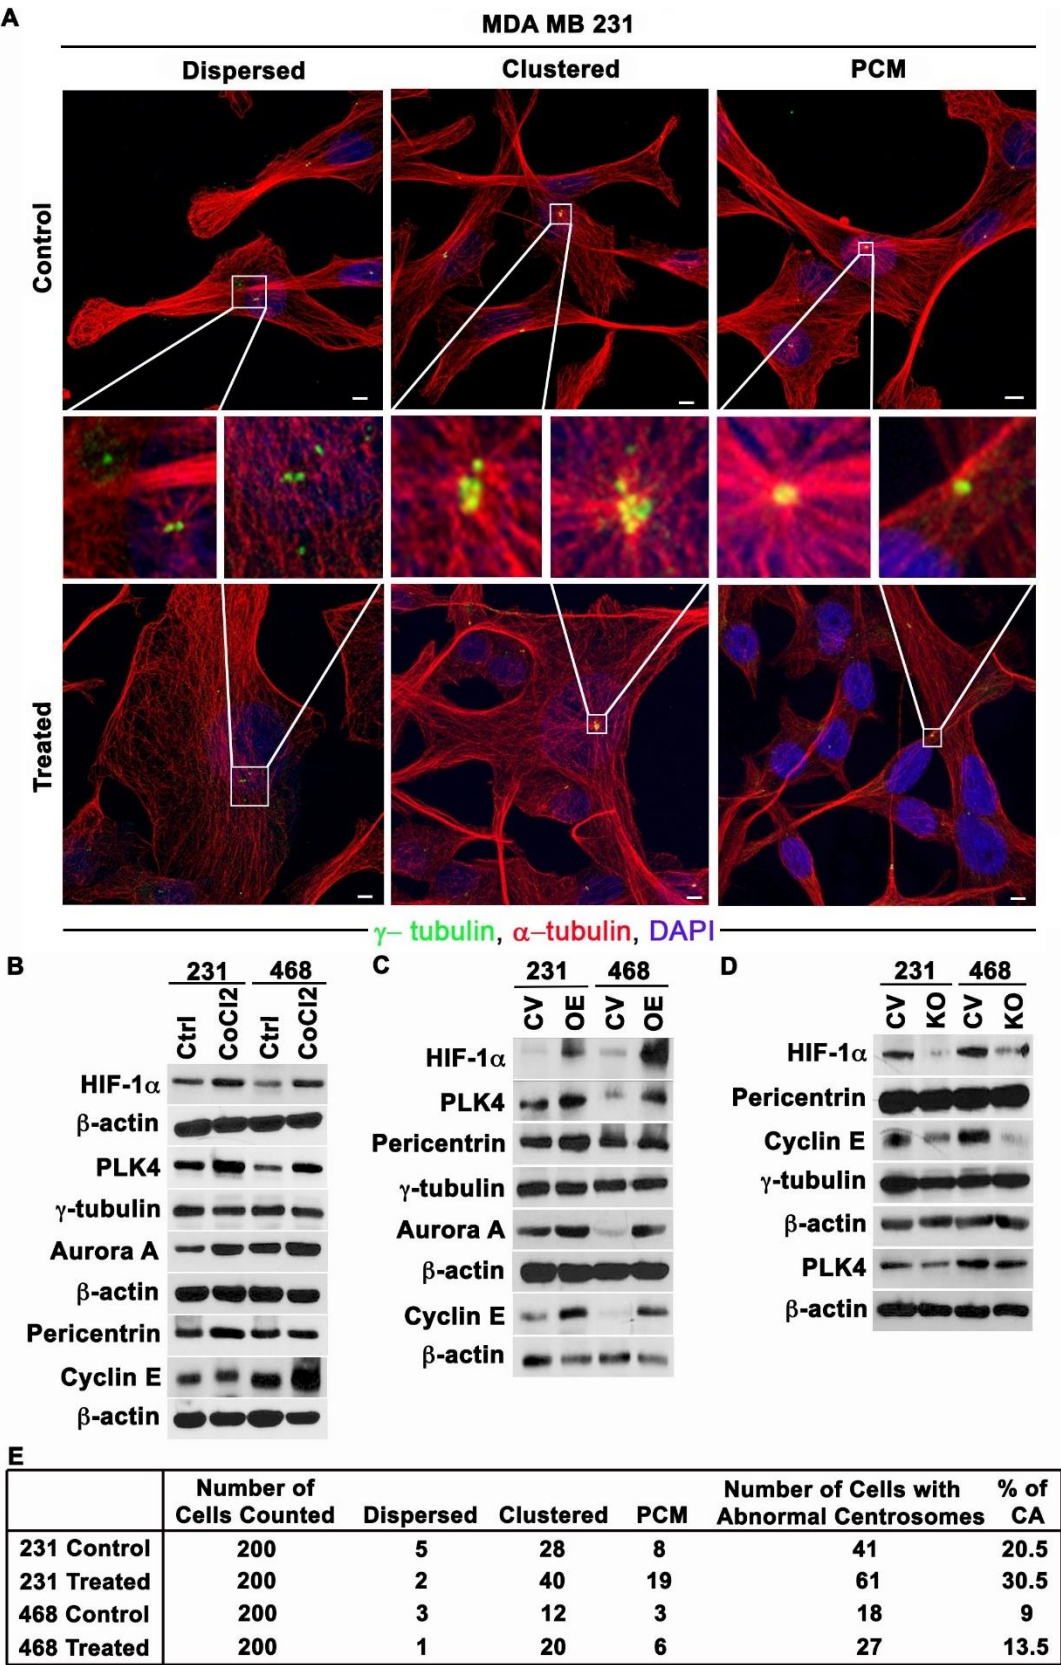 A
MDA MB 231
Dispersed Clustered PCM
Control
Treated
γ– tubulin, α–tubulin, DAPI
B
231 468
Ctrl CoCl2 Ctrl CoCl2
HIF-1α
β-actin
PLK4
γ-tubulin
Aurora A
β-actin
Pericentrin
Cyclin E
β-actin
C
231 468
CV OE CV OE
HIF-1α
PLK4
Pericentrin
γ-tubulin
Aurora A
β-actin
Cyclin E
β-actin
D
231 468
CV KO CV KO
HIF-1α
Pericentrin
Cyclin E
γ-tubulin
β-actin
PLK4
β-actin
E
Number of Cells Counted Dispersed Clustered PCM Number of Cells with Abnormal Centrosomes % of CA
231 Control 200 5 28 8 41 20.5
231 Treated 200 2 40 19 61 30.5
468 Control 200 3 12 3 18 9
468 Treated 200 1 20 6 27 13.5